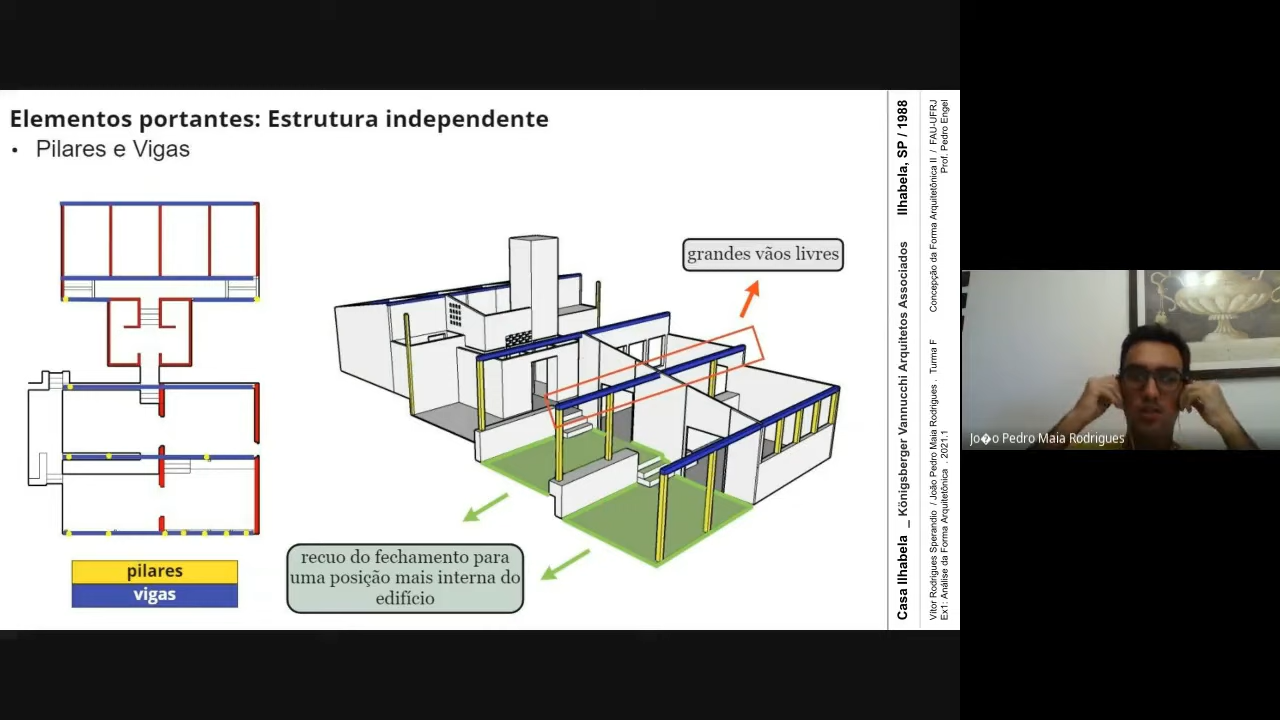 Elementos portantes: Estrutura independente
• Pilares e Vigas
grandes vãos livres
recuo do fechamento para
uma posição mais interna do
edifício
pilares
vigas
Casa Ilhabela _ Königsberger Vannucchi Arquitetos Associados Ilhabela, SP / 1988
Vitor Rodrigues Sperandio / João Pedro Maia Rodrigues . Turma F Concepção da Forma Arquitetônica II / FAU-UFRJ
Ex1: Análise da Forma Arquitetônica . 2021.1 Prof. Pedro Engel
Jo�o Pedro Maia Rodrigues